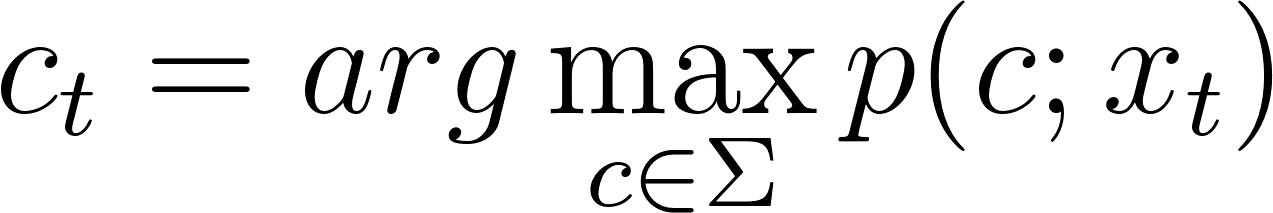 c_t = arg max_{c∈Σ} p(c; x_t)